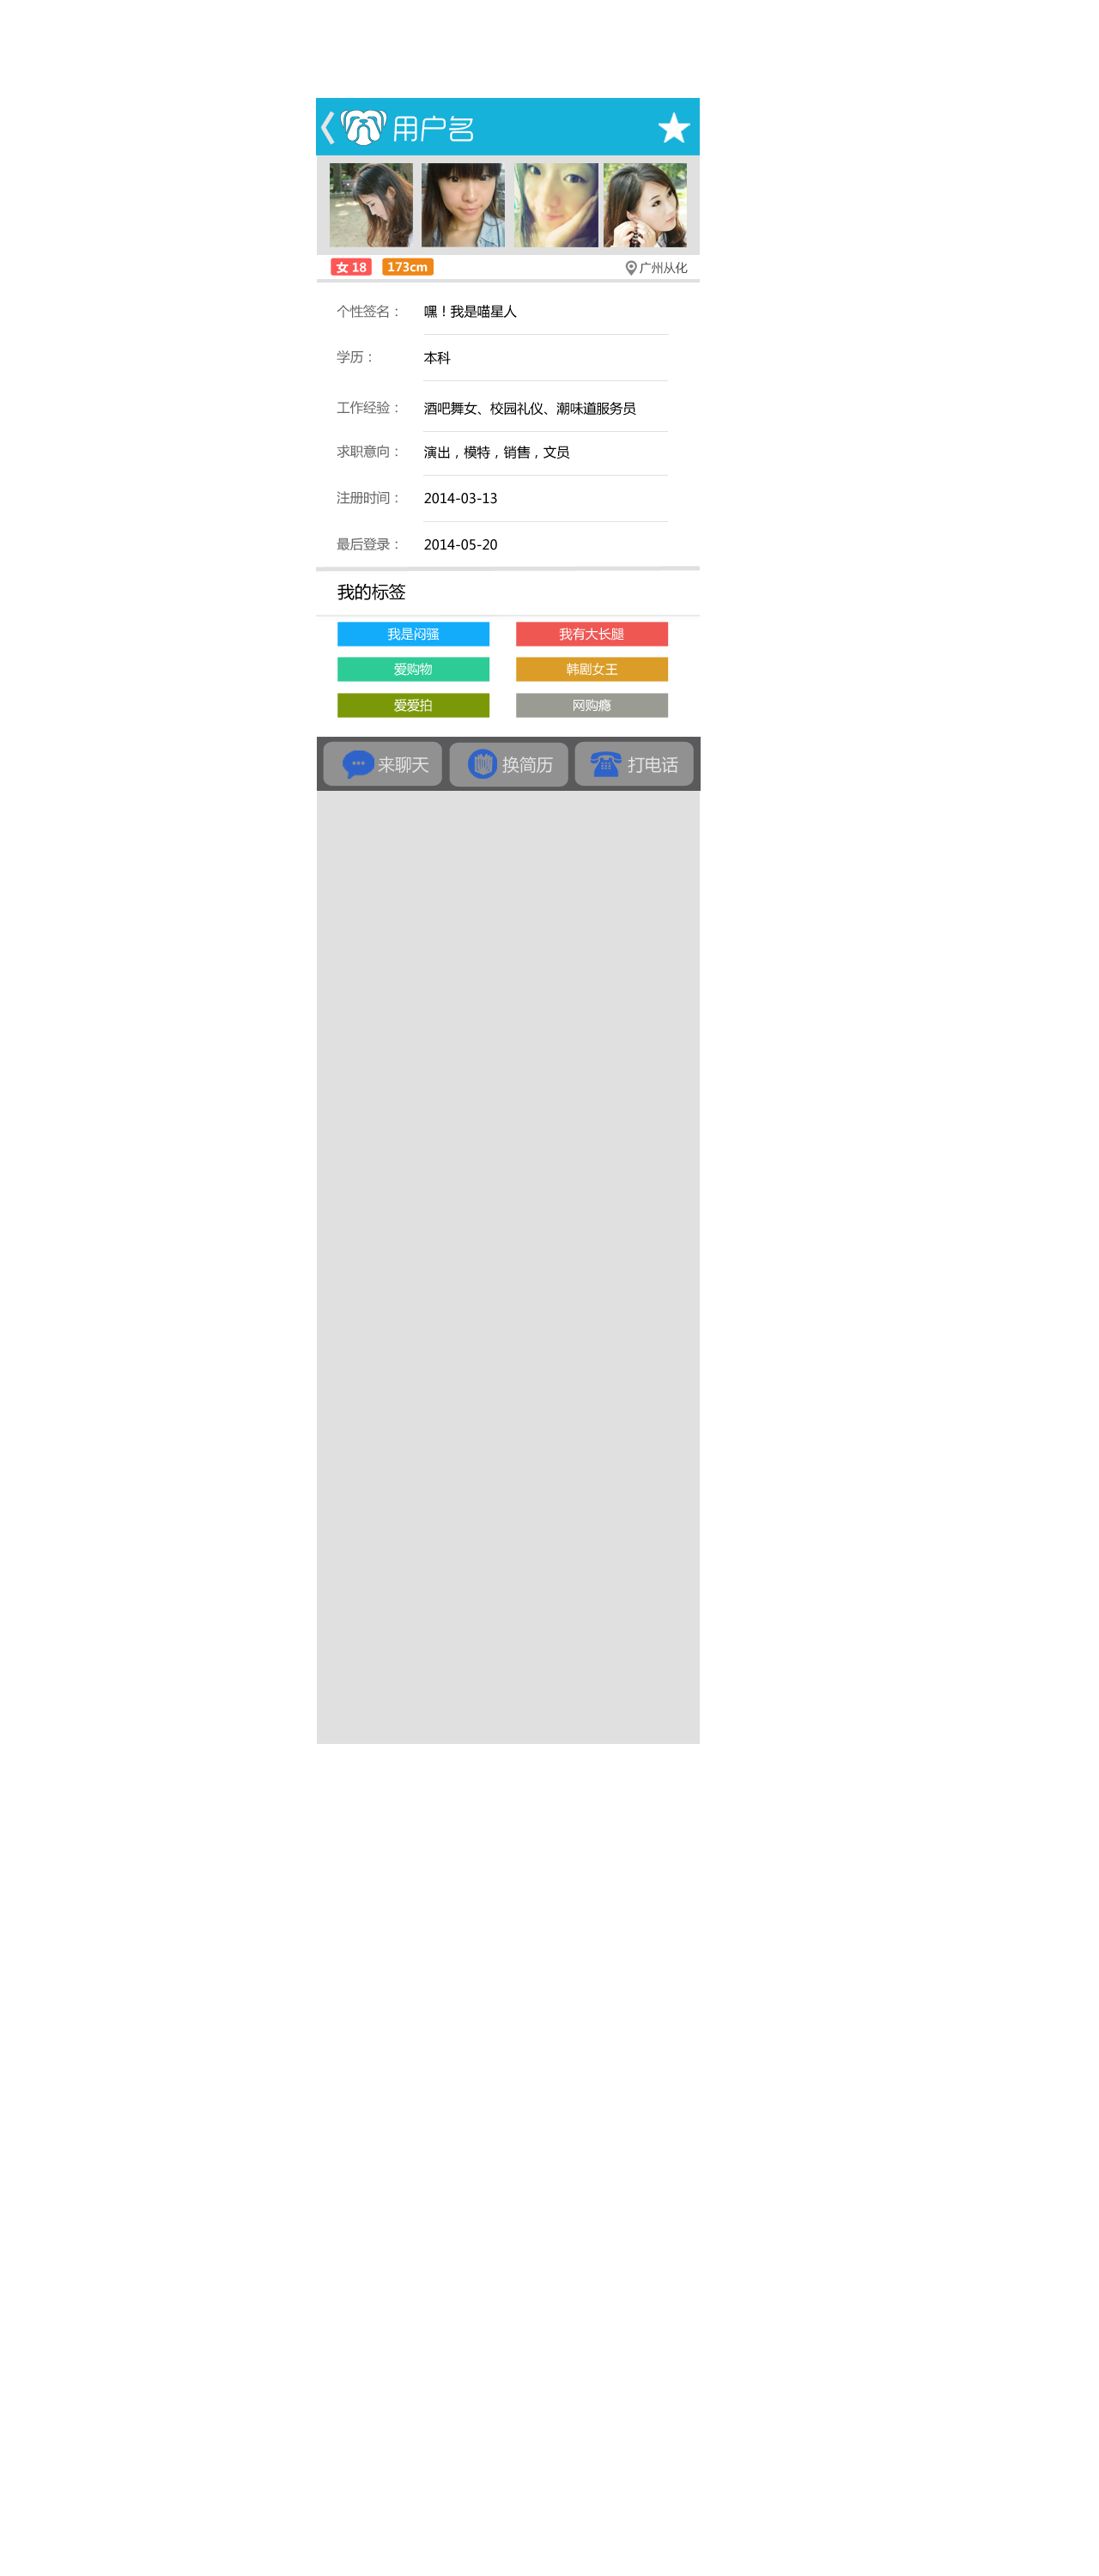 用户名
女 18 173cm 广州从化
个性签名： 嘿！我是喵星人
学历： 本科
工作经验： 酒吧舞女、校园礼仪、潮味道服务员
求职意向： 演出，模特，销售，文员
注册时间： 2014-03-13
最后登录： 2014-05-20
我的标签
我是闷骚 我有大长腿
爱购物 韩剧女王
爱爱拍 网购瘾
来聊天 换简历 打电话